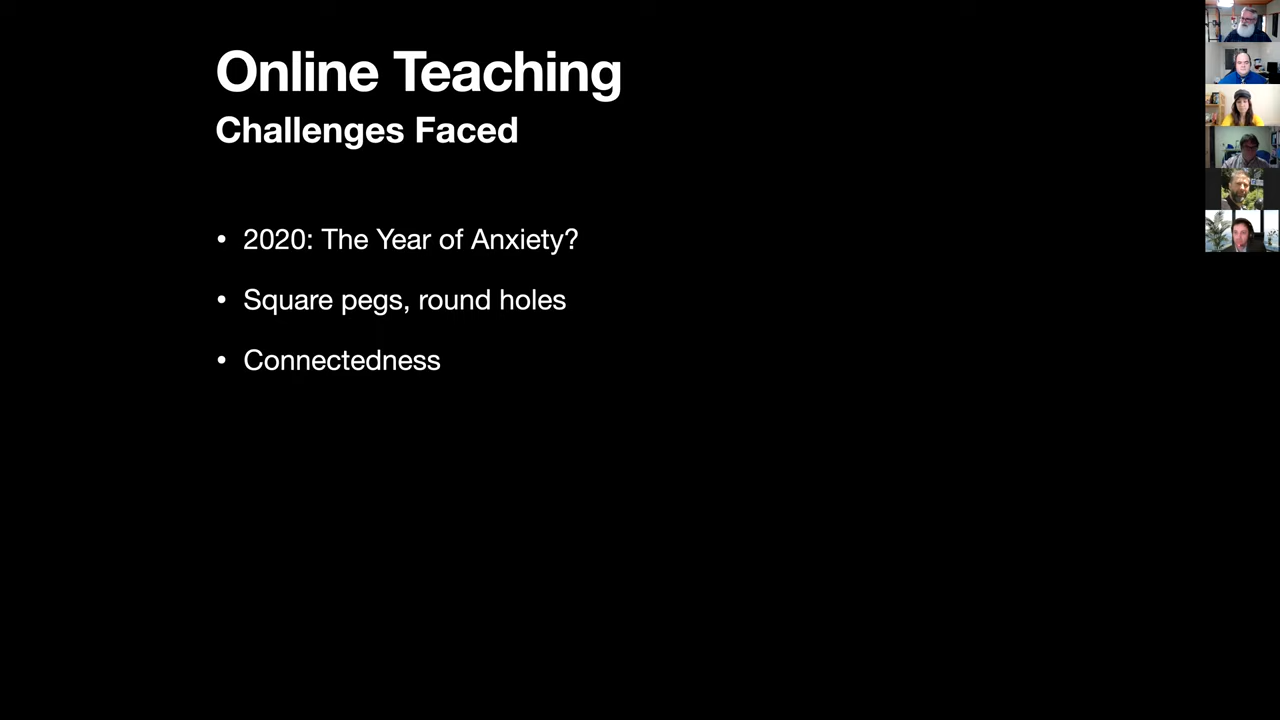 Online Teaching
Challenges Faced
• 2020: The Year of Anxiety?
• Square pegs, round holes
• Connectedness